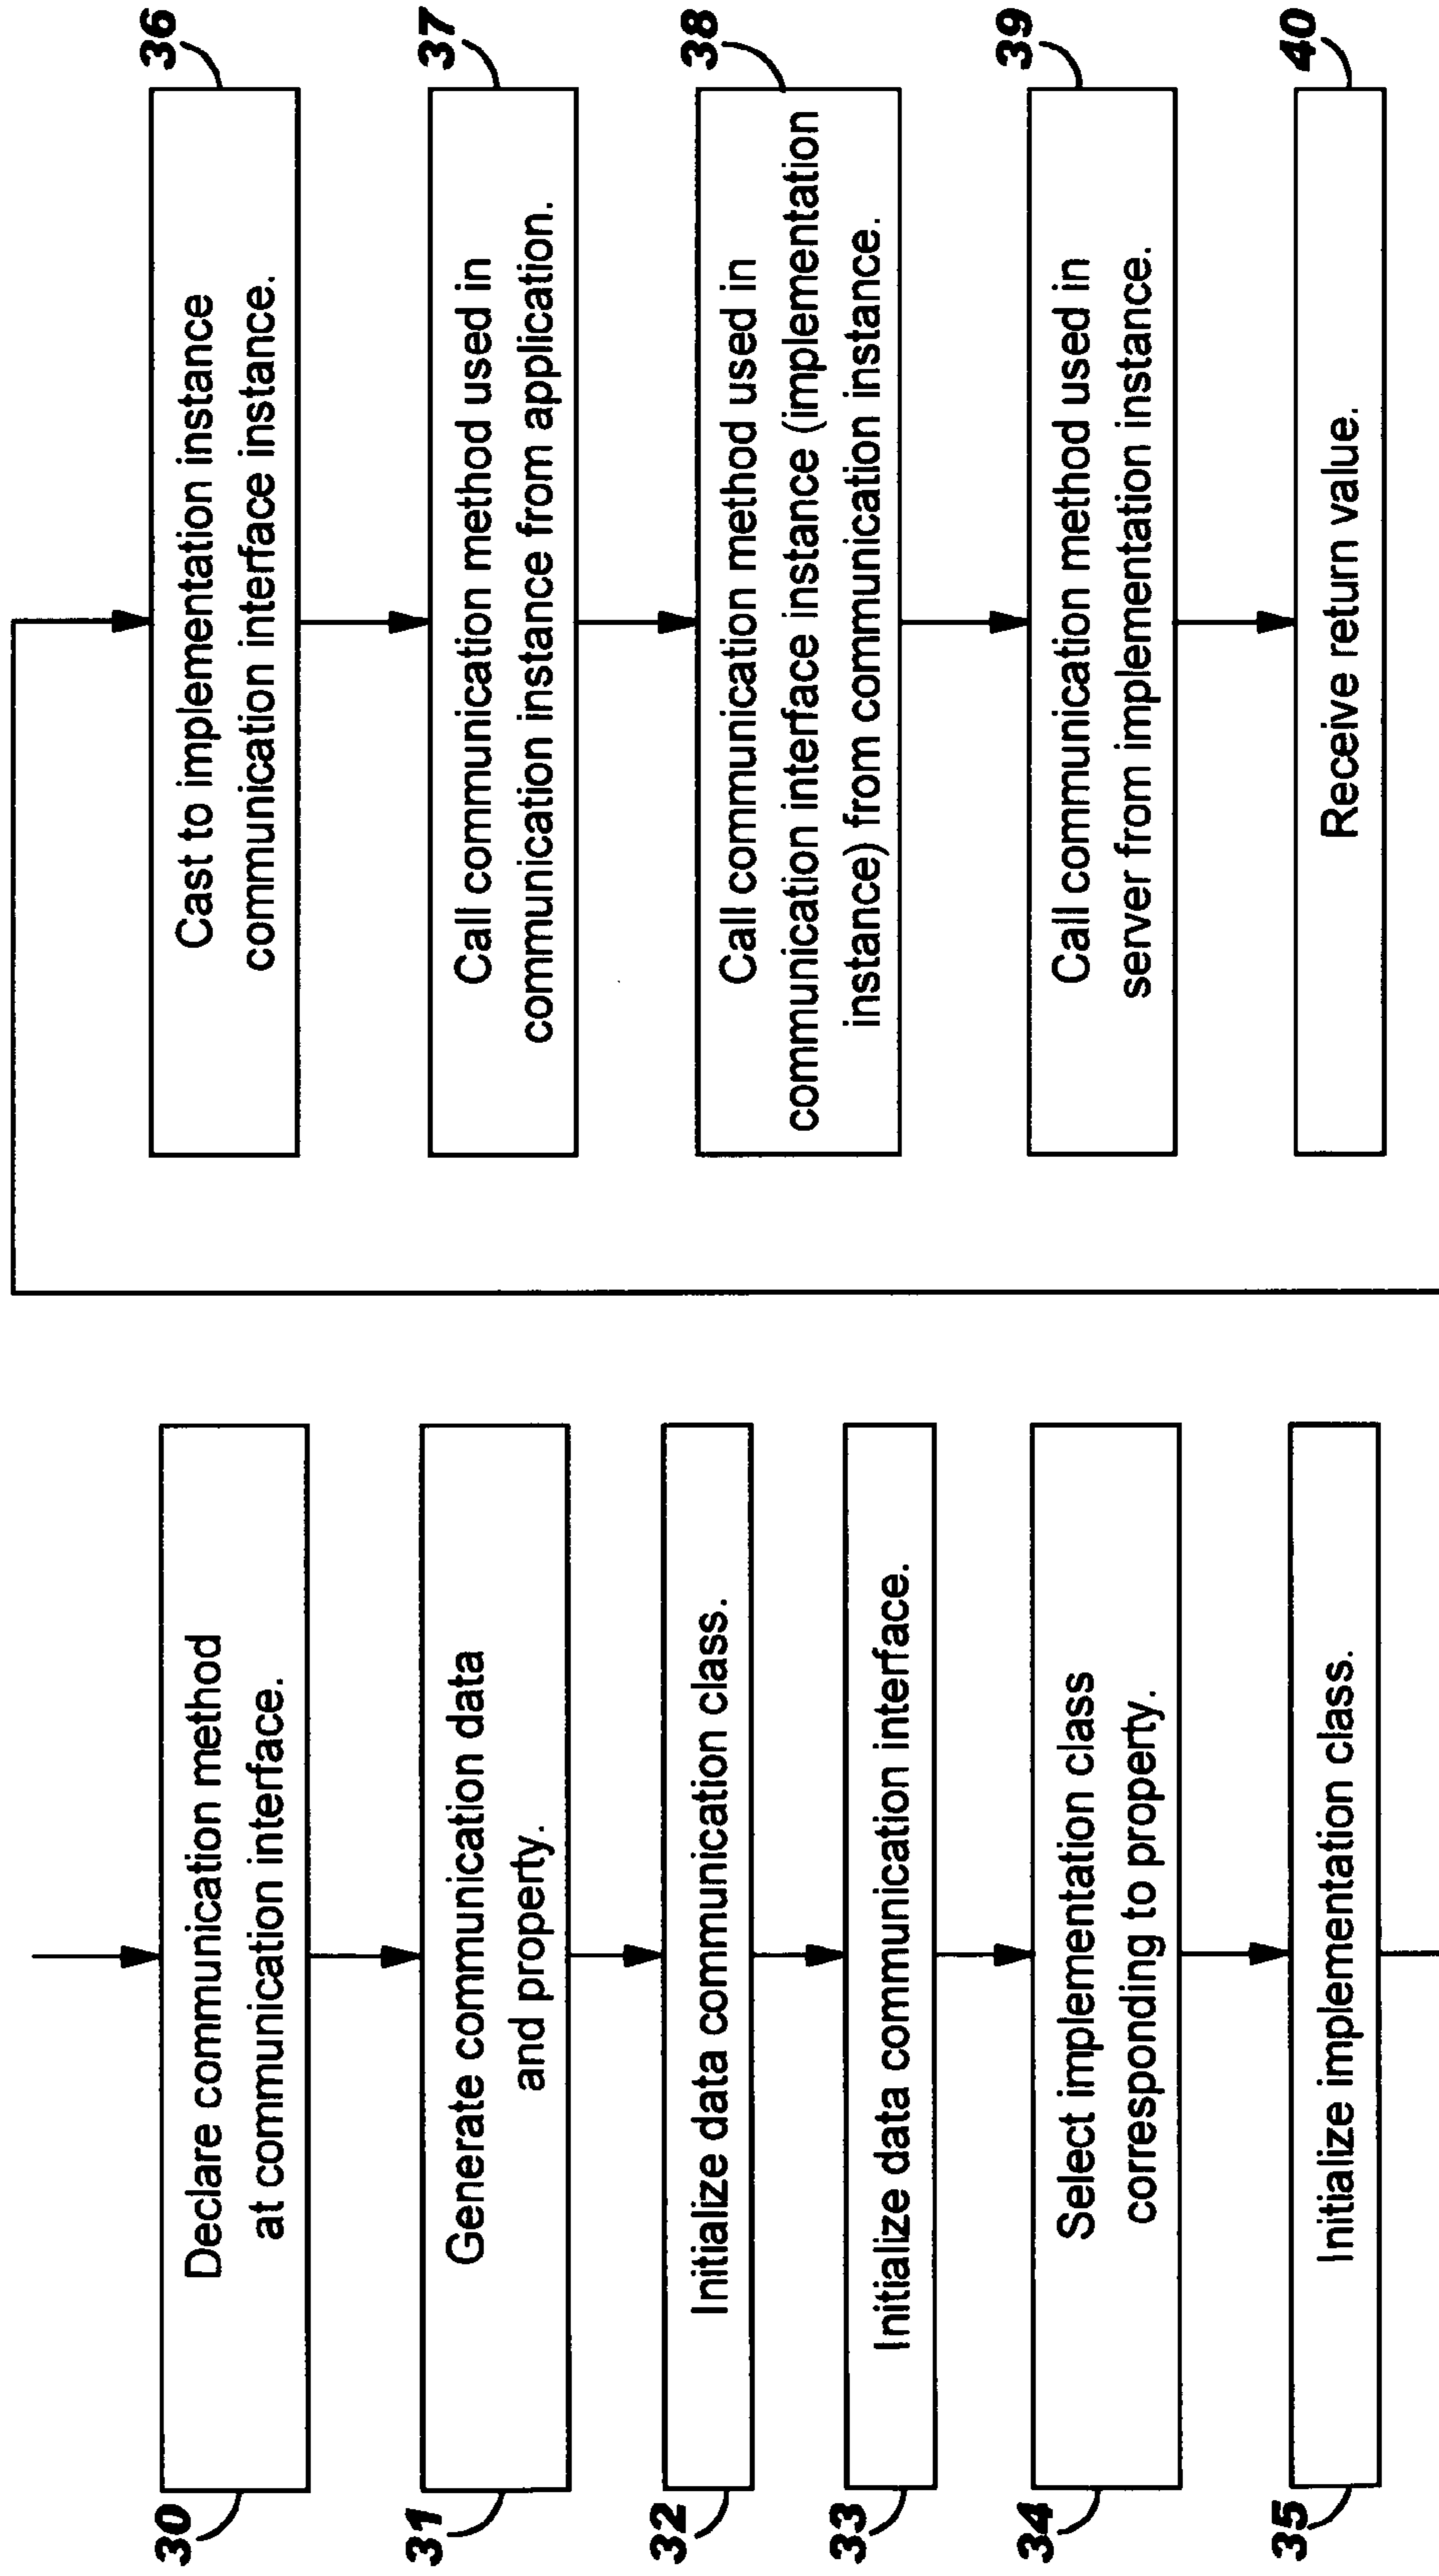 30
Declare communication method
at communication interface.
31
Generate communication data
and property.
32
Initialize data communication class.
33
Initialize data communication interface.
34
Select implementation class
corresponding to property.
35
Initialize implementation class.
36
Cast to implementation instance
communication interface instance.
37
Call communication method used in
communication instance from application.
38
Call communication method used in
communication interface instance (implementation
instance) from communication instance.
39
Call communication method used in
server from implementation instance.
40
Receive return value.